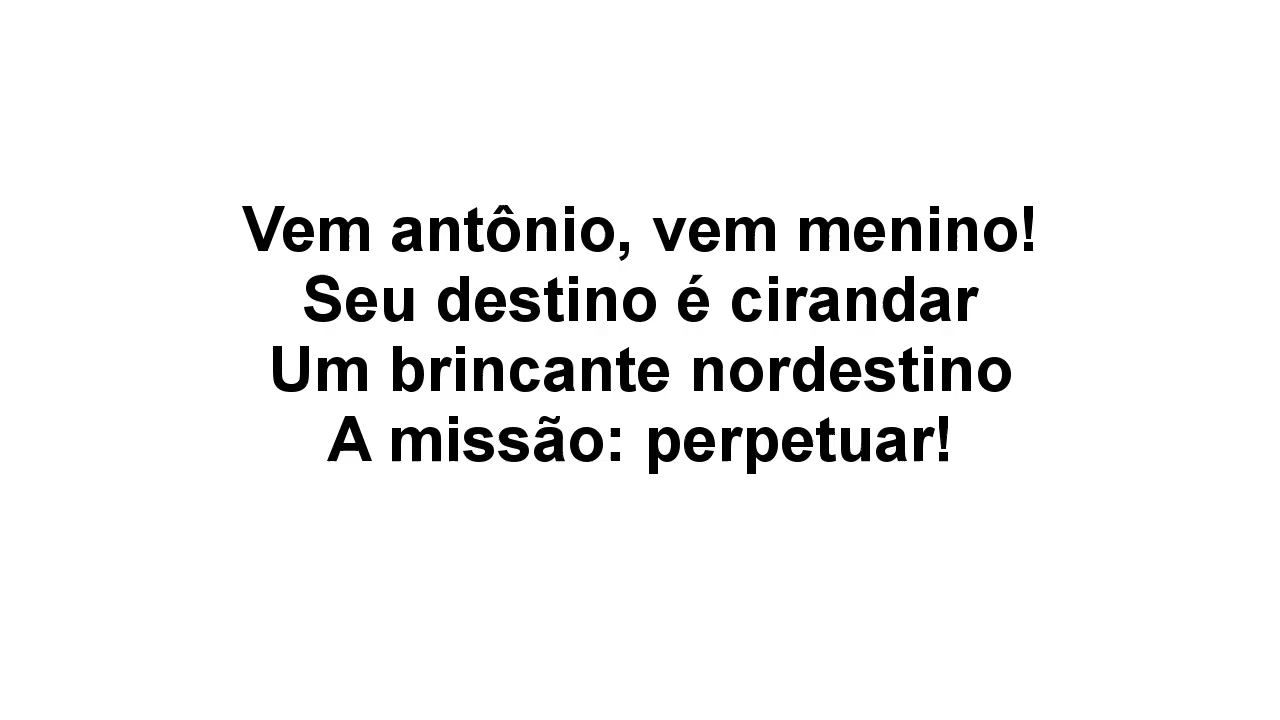 Vem antônio, vem menino!
Seu destino é cirandar
Um brincante nordestino
A missão: perpetuar!